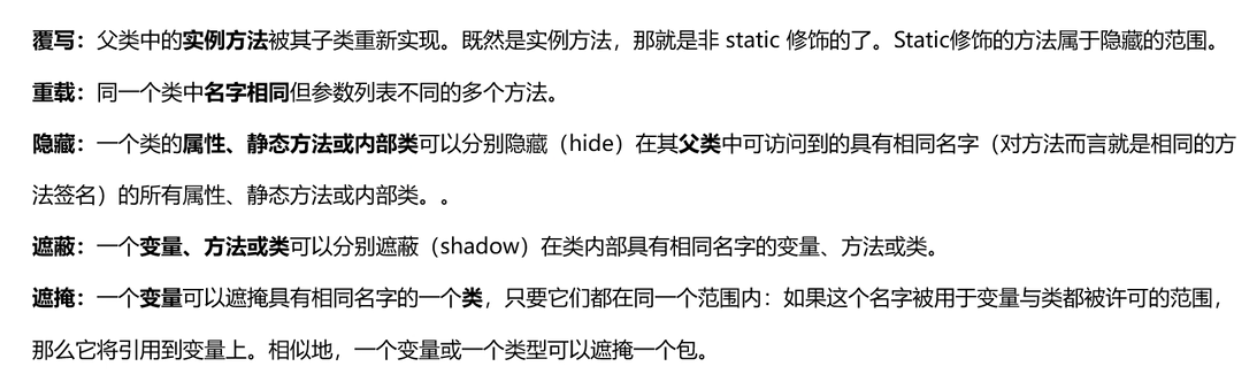 覆写：父类中的实例方法被其子类重新实现。既然是实例方法，那就是非 static 修饰的了。Static修饰的方法属于隐藏的范围。
重载：同一个类中名字相同但参数列表不同的多个方法。
隐藏：一个类的属性、静态方法或内部类可以分别隐藏（hide）在其父类中可访问到的具有相同名字（对方法而言就是相同的方
法签名）的所有属性、静态方法或内部类。。
遮蔽：一个变量、方法或类可以分别遮蔽（shadow）在类内部具有相同名字的变量、方法或类。
遮掩：一个变量可以遮掩具有相同名字的一个类，只要它们都在同一个范围内：如果这个名字被用于变量与类都被许可的范围，
那么它将引用到变量上。相似地，一个变量或一个类型可以遮掩一个包。